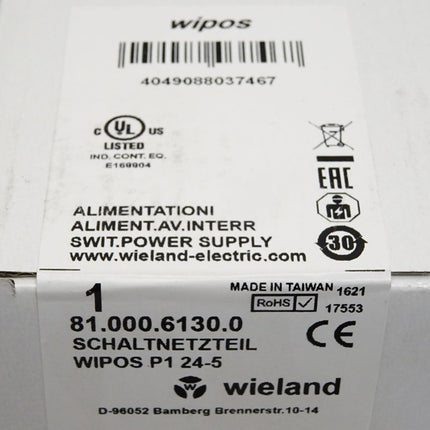 wipos
4049088037467
C UL US
LISTED
IND. CONT. EQ.
E168904
EAC
30
ALIMENTATIONI
ALIMENT.AV.INTERR
SWIT.POWER SUPPLY
www.wieland-electric.com
1
MADE IN TAIWAN 1621
RoHS 17553
81.000.6130.0
SCHALTNETZTEIL
WIPOS P1 24-5
CE
wieland
D-96052 Bamberg Brennerstr.10-14